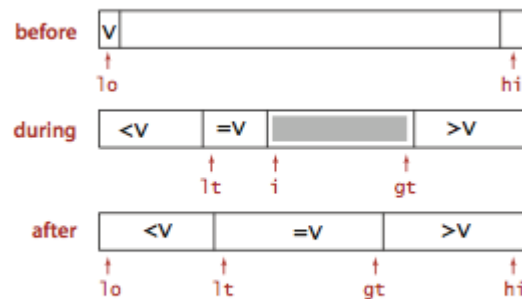 before V
lo hi
during <V =V >V
lt i gt
after <V =V >V
lo lt gt hi